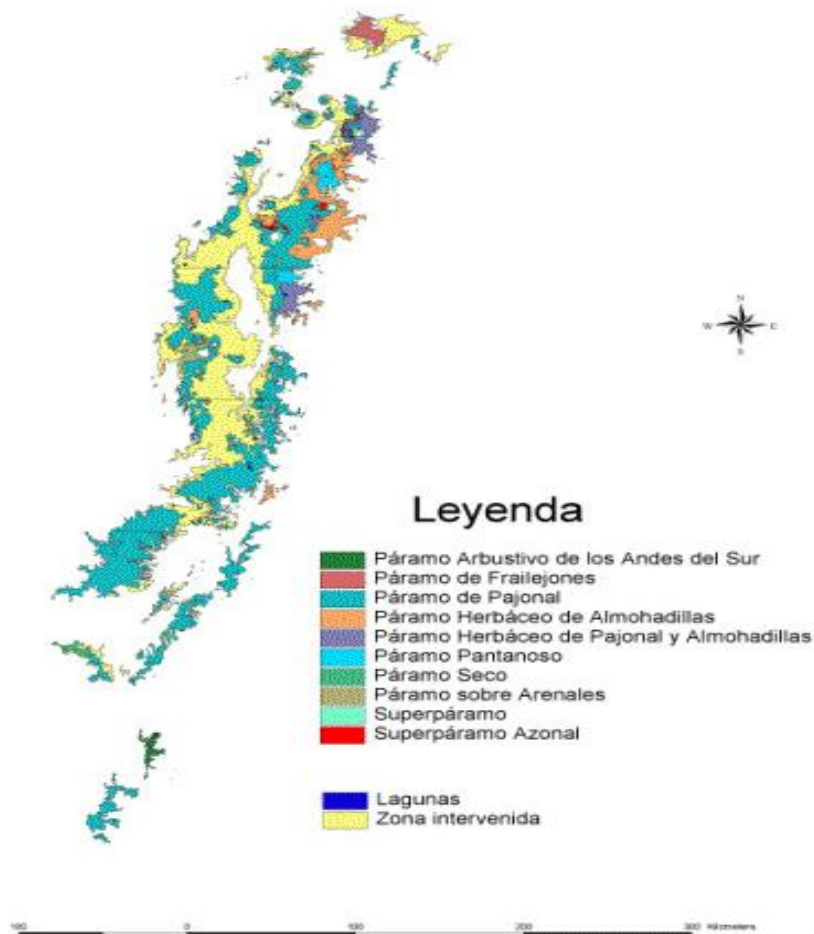 N
W E
S
Leyenda
Páramo Arbustivo de los Andes del Sur
Páramo de Frailejones
Páramo de Pajonal
Páramo Herbáceo de Almohadillas
Páramo Herbáceo de Pajonal y Almohadillas
Páramo Pantanoso
Páramo Seco
Páramo sobre Arenales
Superpáramo
Superpáramo Azonal
Lagunas
Zona intervenida
100 0 100 200 300 Kilometers